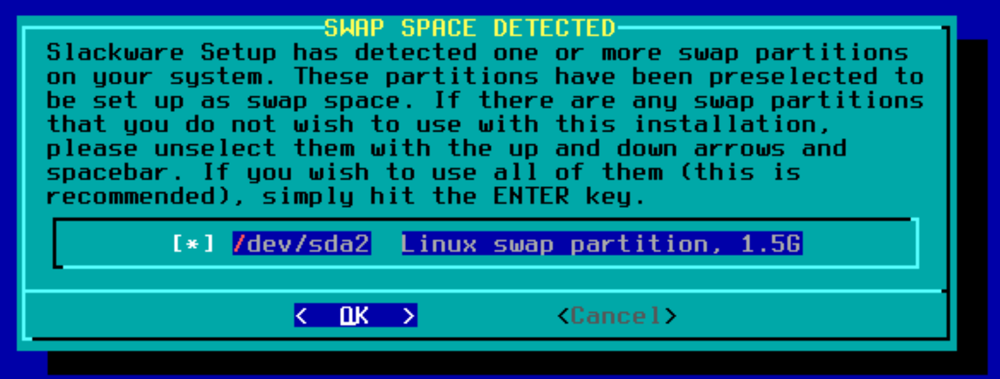 SWAP SPACE DETECTED
Slackware Setup has detected one or more swap partitions
on your system. These partitions have been preselected to
be set up as swap space. If there are any swap partitions
that you do not wish to use with this installation,
please unselect them with the up and down arrows and
spacebar. If you wish to use all of them (this is
recommended), simply hit the ENTER key.
[*] /dev/sda2  Linux swap partition, 1.5G
<  OK  > <Cancel>